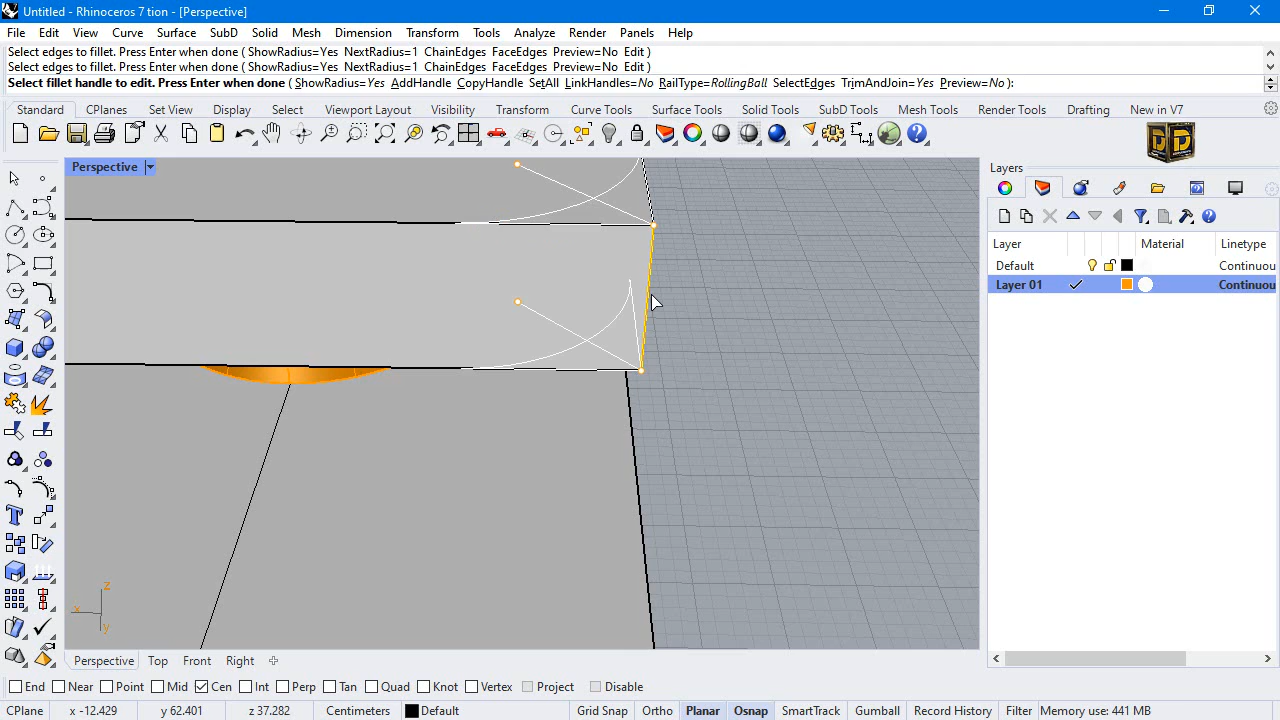 Untitled - Rhinoceros 7 tion - [Perspective]
File Edit View Curve Surface SubD Solid Mesh Dimension Transform Tools Analyze Render Panels Help
Select edges to fillet. Press Enter when done ( ShowRadius=Yes NextRadius=1 ChainEdges FaceEdges Preview=No Edit )
Select edges to fillet. Press Enter when done ( ShowRadius=Yes NextRadius=1 ChainEdges FaceEdges Preview=No Edit )
Select fillet handle to edit. Press Enter when done ( ShowRadius=Yes AddHandle CopyHandle SetAll LinkHandles=No RailType=RollingBall SelectEdges TrimAndJoin=Yes Preview=No ):
Standard CPlanes Set View Display Select Viewport Layout Visibility Transform Curve Tools Surface Tools Solid Tools SubD Tools Mesh Tools Render Tools Drafting New in V7
Perspective
Layers
Layer Material Linetype
Default Continuou
Layer 01 Continuou
z
x
y
Perspective Top Front Right
End Near Point Mid Cen Int Perp Tan Quad Knot Vertex Project Disable
CPlane x -12.429 y 62.401 z 37.282 Centimeters Default Grid Snap Ortho Planar Osnap SmartTrack Gumball Record History Filter Memory use: 441 MB